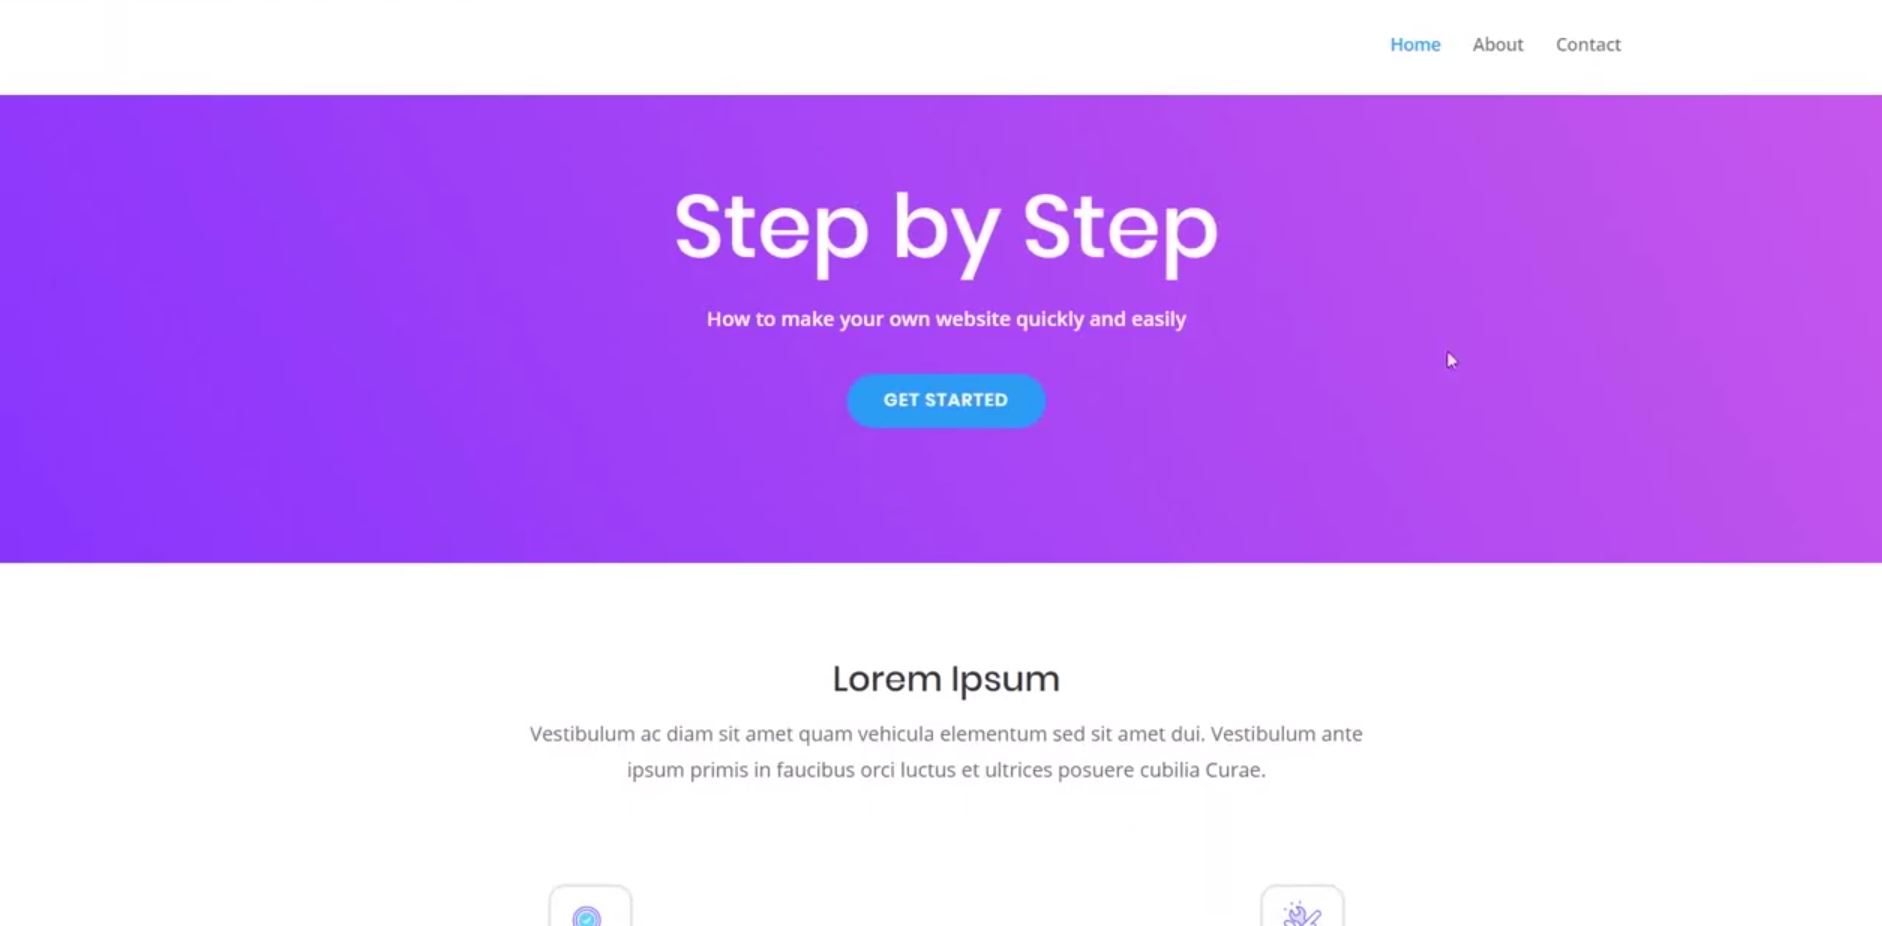 Home About Contact
Step by Step
How to make your own website quickly and easily
GET STARTED
Lorem Ipsum
Vestibulum ac diam sit amet quam vehicula elementum sed sit amet dui. Vestibulum ante
ipsum primis in faucibus orci luctus et ultrices posuere cubilia Curae.